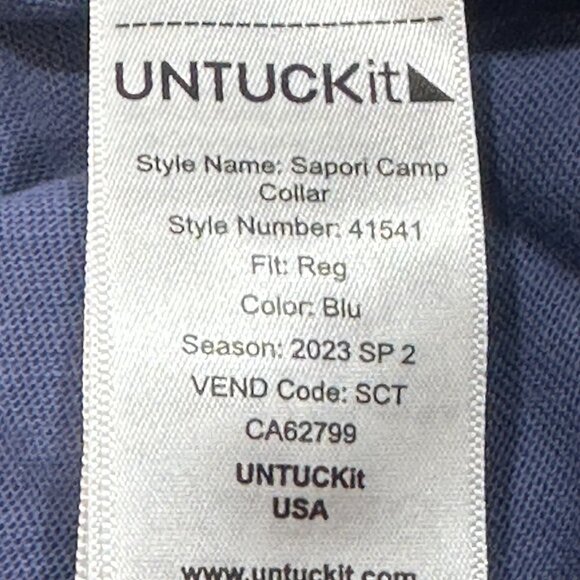 UNTUCKit
Style Name: Sapori Camp
Collar
Style Number: 41541
Fit: Reg
Color: Blu
Season: 2023 SP 2
VEND Code: SCT
CA62799
UNTUCKit
USA
www.untuckit.com